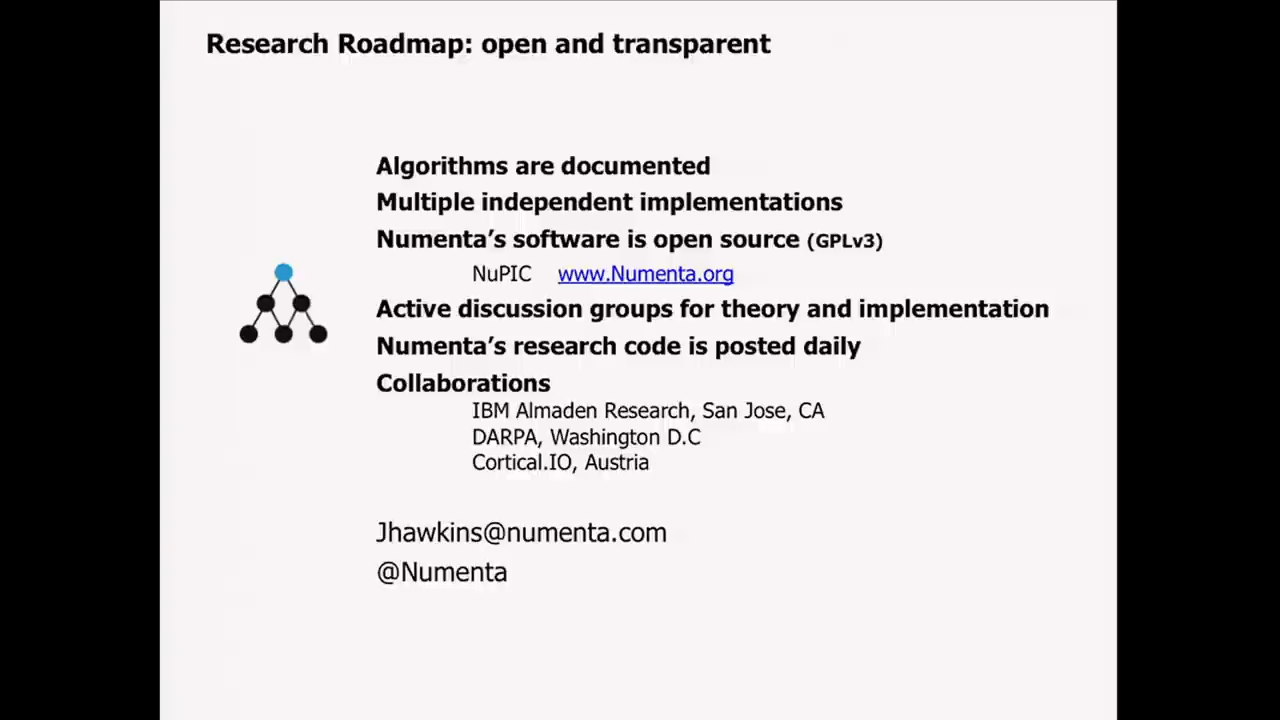 Research Roadmap: open and transparent
Algorithms are documented
Multiple independent implementations
Numenta’s software is open source (GPLv3)
NuPIC www.Numenta.org
Active discussion groups for theory and implementation
Numenta’s research code is posted daily
Collaborations
IBM Almaden Research, San Jose, CA
DARPA, Washington D.C
Cortical.IO, Austria
Jhawkins@numenta.com
@Numenta